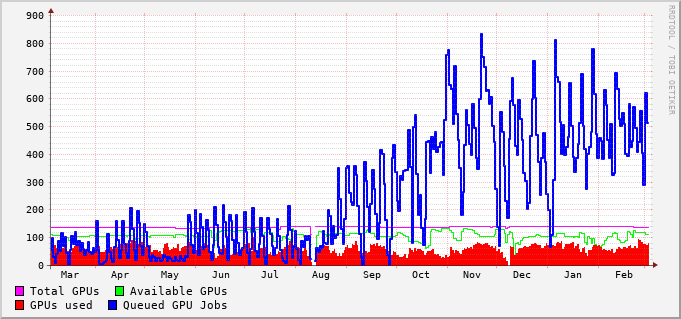 900
800
700
600
500
400
300
200
100
0
Mar Apr May Jun Jul Aug Sep Oct Nov Dec Jan Feb
Total GPUs Available GPUs
GPUs used Queued GPU Jobs
RRDTOOL / TOBI OETIKER